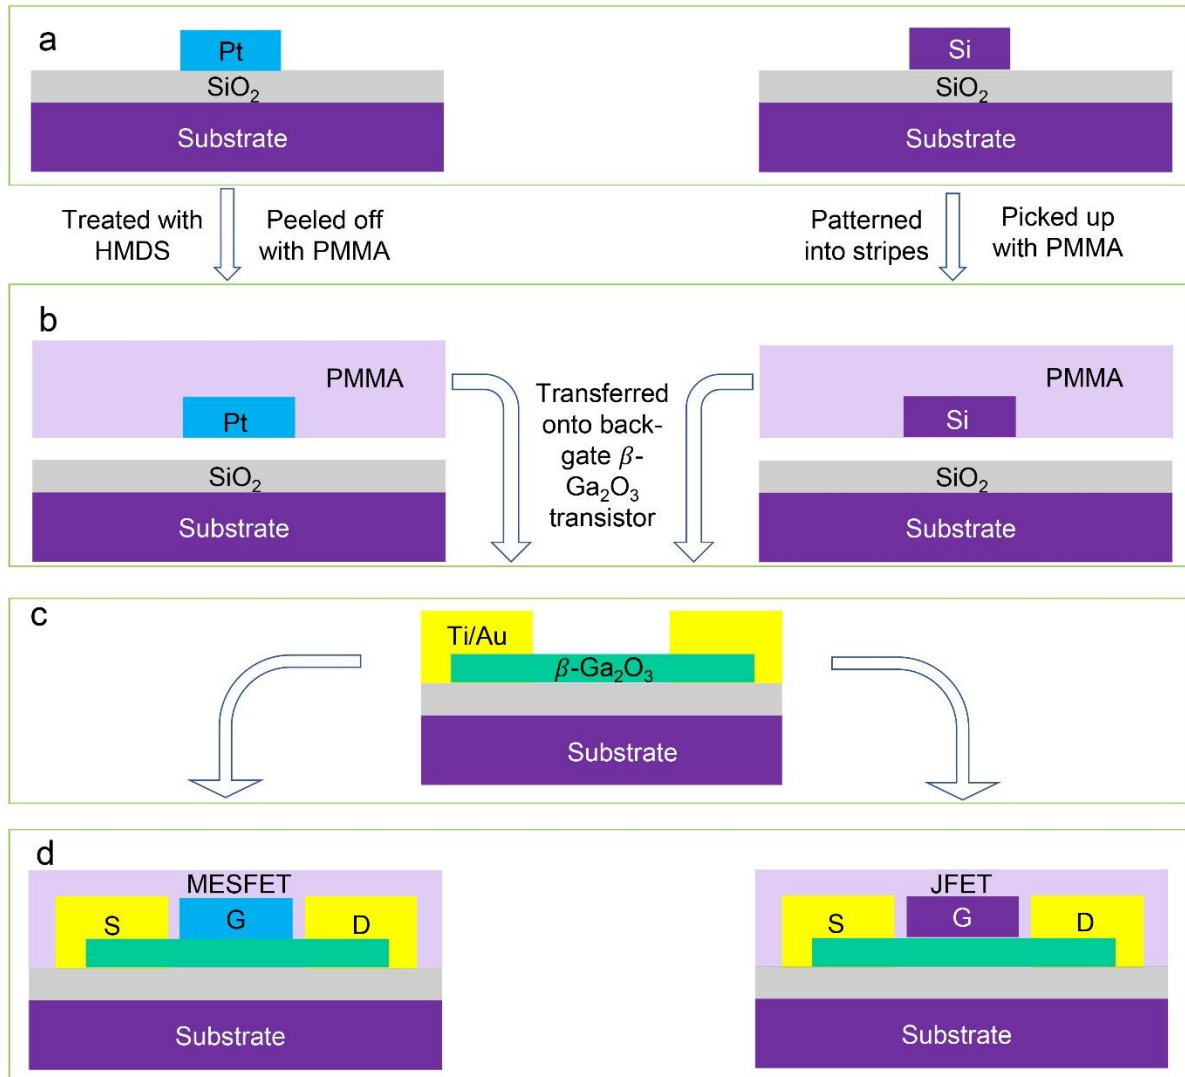 a
Pt
SiO₂
Substrate
Si
SiO₂
Substrate
Treated with
HMDS
Peeled off
with PMMA
Patterned
into stripes
Picked up
with PMMA
b
PMMA
Pt
SiO₂
Substrate
Transferred
onto back-
gate β-
Ga₂O₃
transistor
PMMA
Si
SiO₂
Substrate
c
Ti/Au
β-Ga₂O₃
Substrate
d
MESFET
S
G
D
Substrate
JFET
S
G
D
Substrate